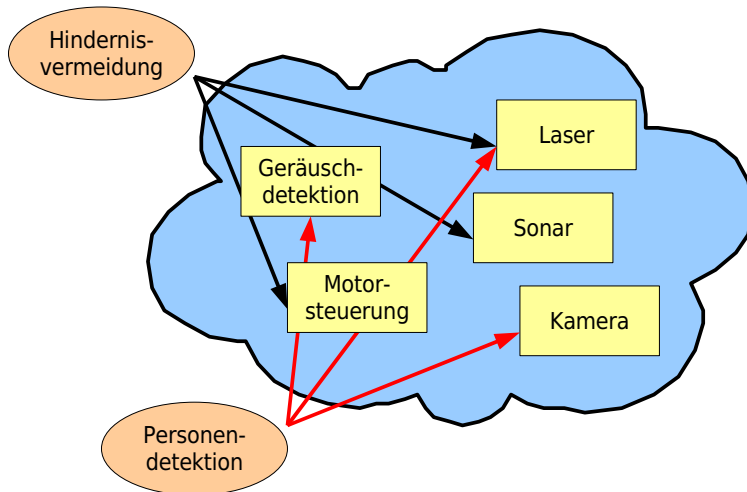 Hindernis-
vermeidung
Laser
Geräusch-
detektion
Sonar
Motor-
steuerung
Kamera
Personen-
detektion